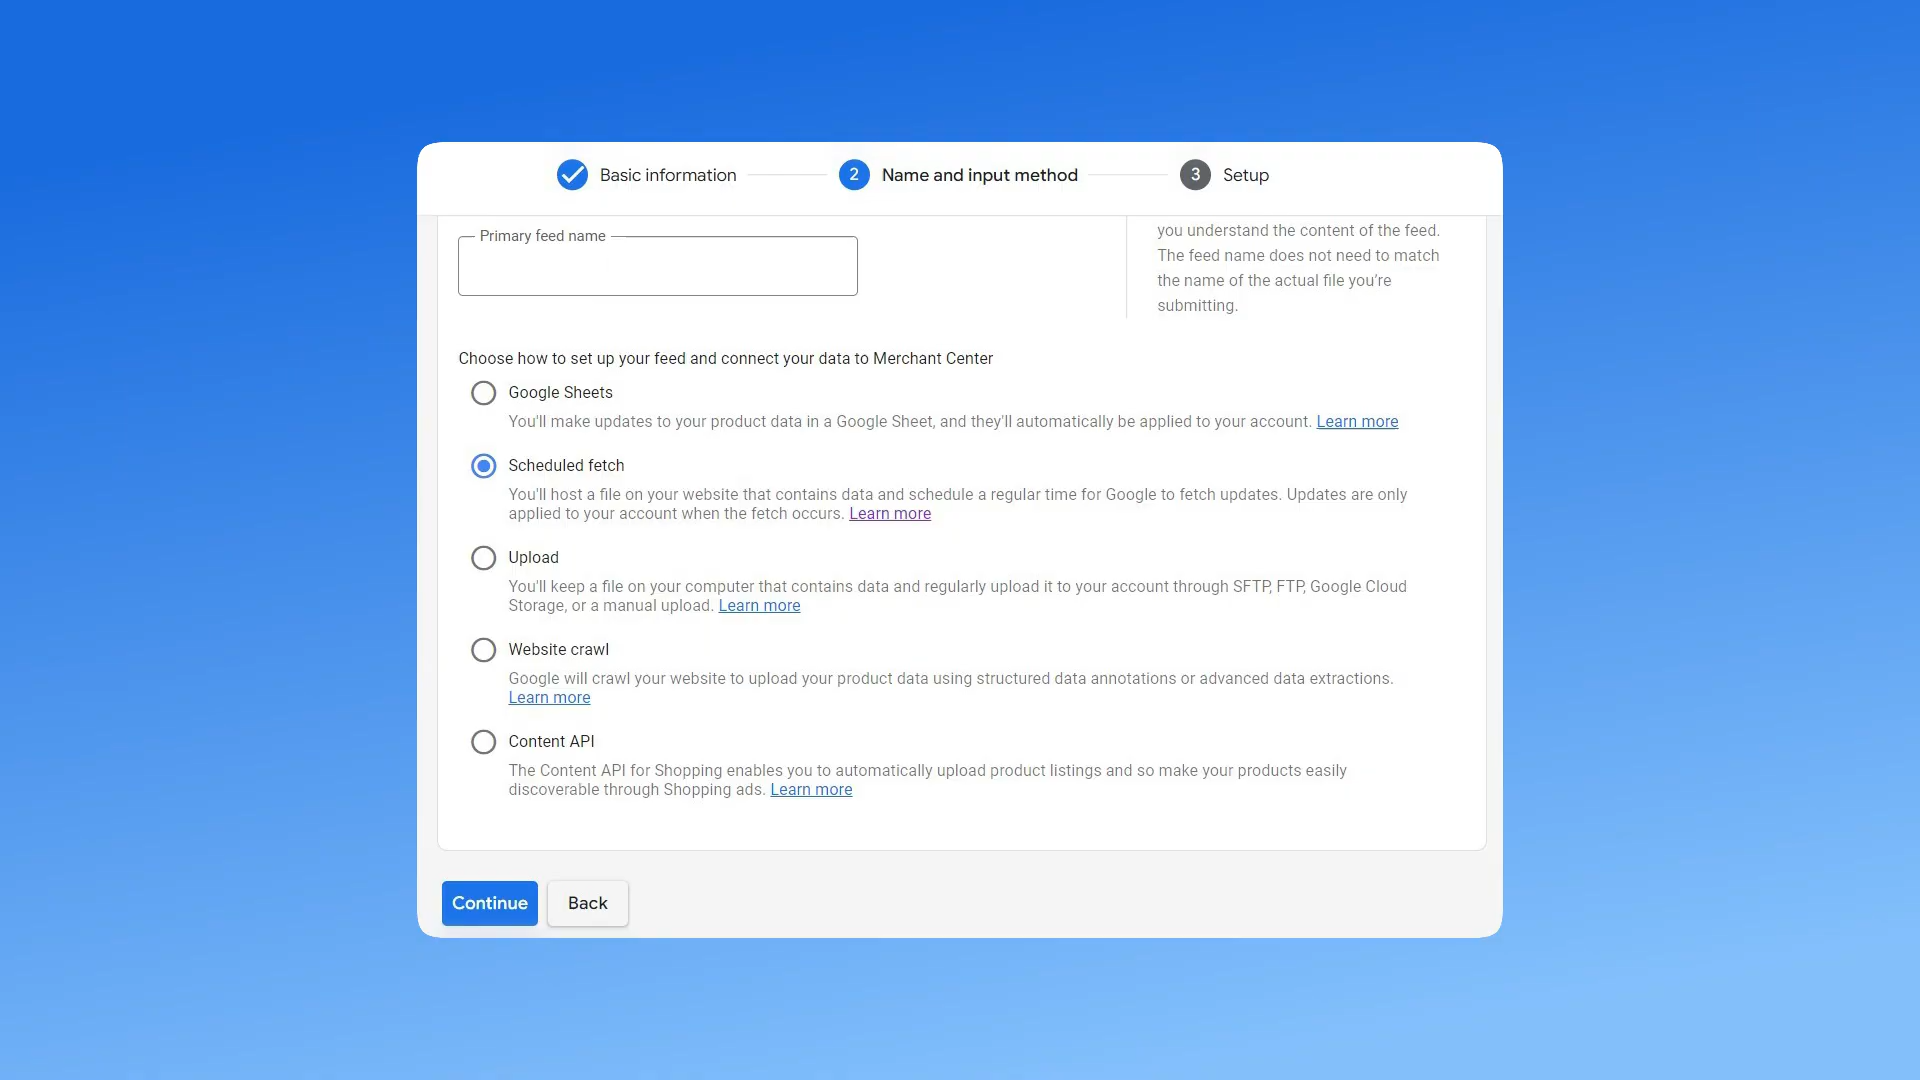 Basic information
2
Name and input method
3
Setup
Primary feed name
you understand the content of the feed.
The feed name does not need to match
the name of the actual file you’re
submitting.
Choose how to set up your feed and connect your data to Merchant Center
Google Sheets
You'll make updates to your product data in a Google Sheet, and they'll automatically be applied to your account. Learn more
Scheduled fetch
You'll host a file on your website that contains data and schedule a regular time for Google to fetch updates. Updates are only
applied to your account when the fetch occurs. Learn more
Upload
You'll keep a file on your computer that contains data and regularly upload it to your account through SFTP, FTP, Google Cloud
Storage, or a manual upload. Learn more
Website crawl
Google will crawl your website to upload your product data using structured data annotations or advanced data extractions.
Learn more
Content API
The Content API for Shopping enables you to automatically upload product listings and so make your products easily
discoverable through Shopping ads. Learn more
Continue
Back